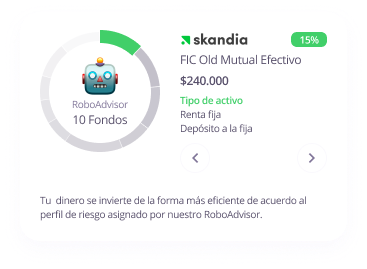 skandia
15%
FIC Old Mutual Efectivo
$240.000
Tipo de activo
Renta fija
Depósito a la fija
RoboAdvisor
10 Fondos
Tu dinero se invierte de la forma más eficiente de acuerdo al
perfil de riesgo asignado por nuestro RoboAdvisor.